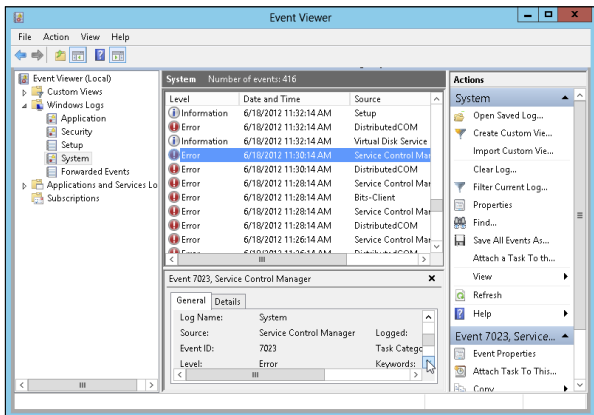 Event Viewer
File Action View Help
Event Viewer (Local)
Custom Views
Windows Logs
Application
Security
Setup
System
Forwarded Events
Applications and Services Lo
Subscriptions
System Number of events: 416
Level Date and Time Source
Information 6/18/2012 11:32:14 AM Setup
Error 6/18/2012 11:32:14 AM DistributedCOM
Information 6/18/2012 11:32:14 AM Virtual Disk Service
Error 6/18/2012 11:30:14 AM Service Control Mar
Error 6/18/2012 11:30:14 AM DistributedCOM
Error 6/18/2012 11:28:14 AM Service Control Mar
Error 6/18/2012 11:28:14 AM Bits-Client
Error 6/18/2012 11:28:14 AM Service Control Mar
Error 6/18/2012 11:28:14 AM DistributedCOM
Error 6/18/2012 11:26:14 AM Service Control Mar
Error 6/18/2012 11:26:14 AM DistributedCOM
Event 7023, Service Control Manager
General Details
Log Name: System
Source: Service Control Manager Logged:
Event ID: 7023 Task Catego
Level: Error Keywords:
Actions
System
Open Saved Log...
Create Custom Vie...
Import Custom Vie...
Clear Log...
Filter Current Log...
Properties
Find...
Save All Events As...
Attach a Task To th...
View
Refresh
Help
Event 7023, Service...
Event Properties
Attach Task To This...
Copy